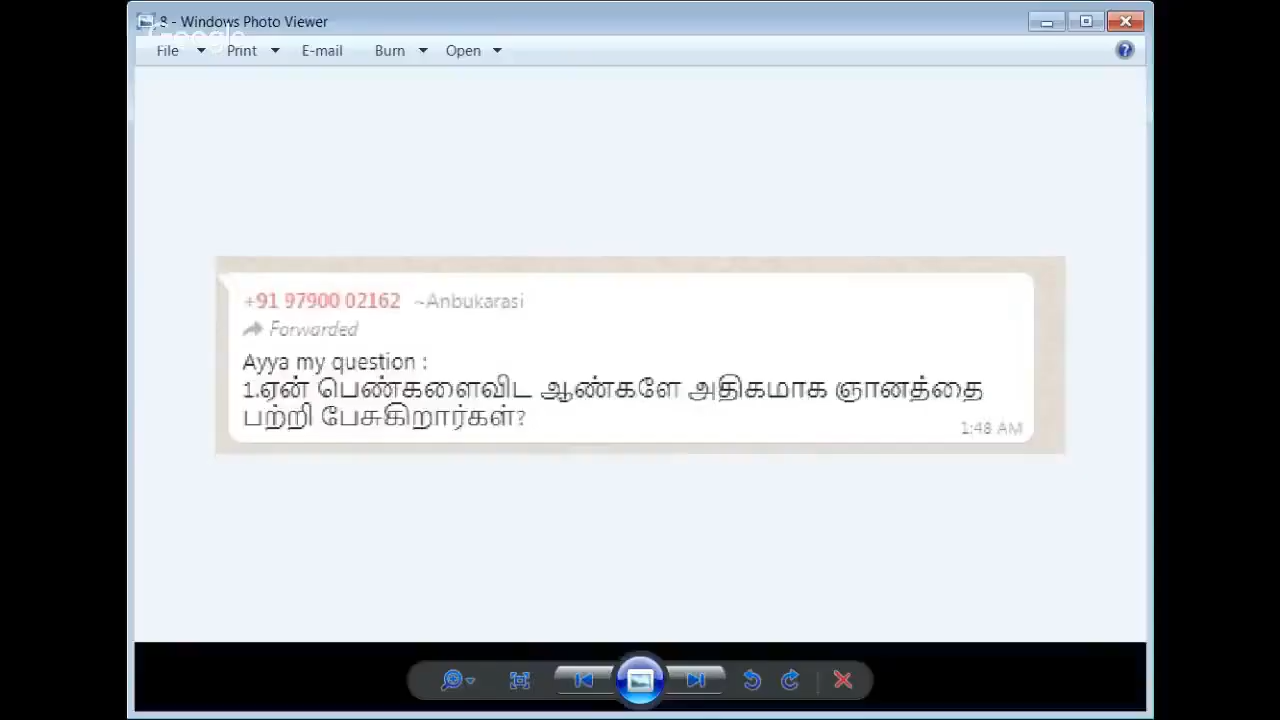 8 - Windows Photo Viewer
Google
File Print E-mail Burn Open
+91 97900 02162 ~Anbukarasi
Forwarded
Ayya my question :
1.ஏன் பெண்களைவிட ஆண்களே அதிகமாக ஞானத்தை
பற்றி பேசுகிறார்கள்?
1:48 AM